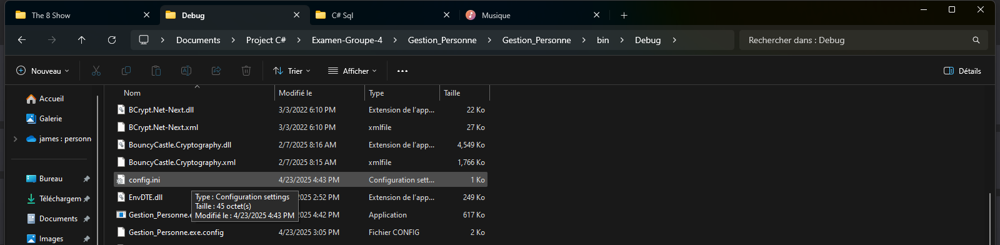 The 8 Show
Debug
C# Sql
Musique
Documents > Project C# > Examen-Groupe-4 > Gestion_Personne > Gestion_Personne > bin > Debug >
Rechercher dans : Debug
Nouveau
Trier
Afficher
Détails
Accueil
Galerie
james : personn
Bureau
Téléchargem
Documents
Images
Nom Modifié le Type Taille
BCrypt.Net-Next.dll 3/3/2022 6:10 PM Extension de l'app... 22 Ko
BCrypt.Net-Next.xml 3/3/2022 6:10 PM xmlfile 27 Ko
BouncyCastle.Cryptography.dll 2/7/2025 8:16 AM Extension de l'app... 4,549 Ko
BouncyCastle.Cryptography.xml 2/7/2025 8:15 AM xmlfile 1,766 Ko
config.ini 4/23/2025 4:43 PM Configuration sett... 1 Ko
EnvDTE.dll 2025 2:52 PM Extension de l'app... 249 Ko
Gestion_Personne.e 2025 4:42 PM Application 617 Ko
Gestion_Personne.exe.config 4/23/2025 3:05 PM Fichier CONFIG 2 Ko
Type : Configuration settings
Taille : 45 octet(s)
Modifié le : 4/23/2025 4:43 PM